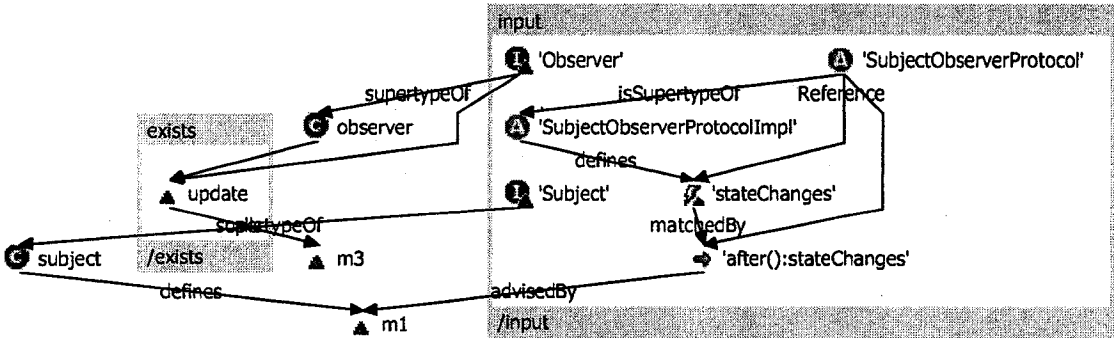 input
'Observer' 'SubjectObserverProtocol'
supertypeOf isSupertypeOf Reference
exists observer 'SubjectObserverProtocolImpl'
defines
update 'Subject' 'stateChanges'
supertypeOf matchedBy
subject /exists m3 'after():stateChanges'
defines advisedBy
m1 /input